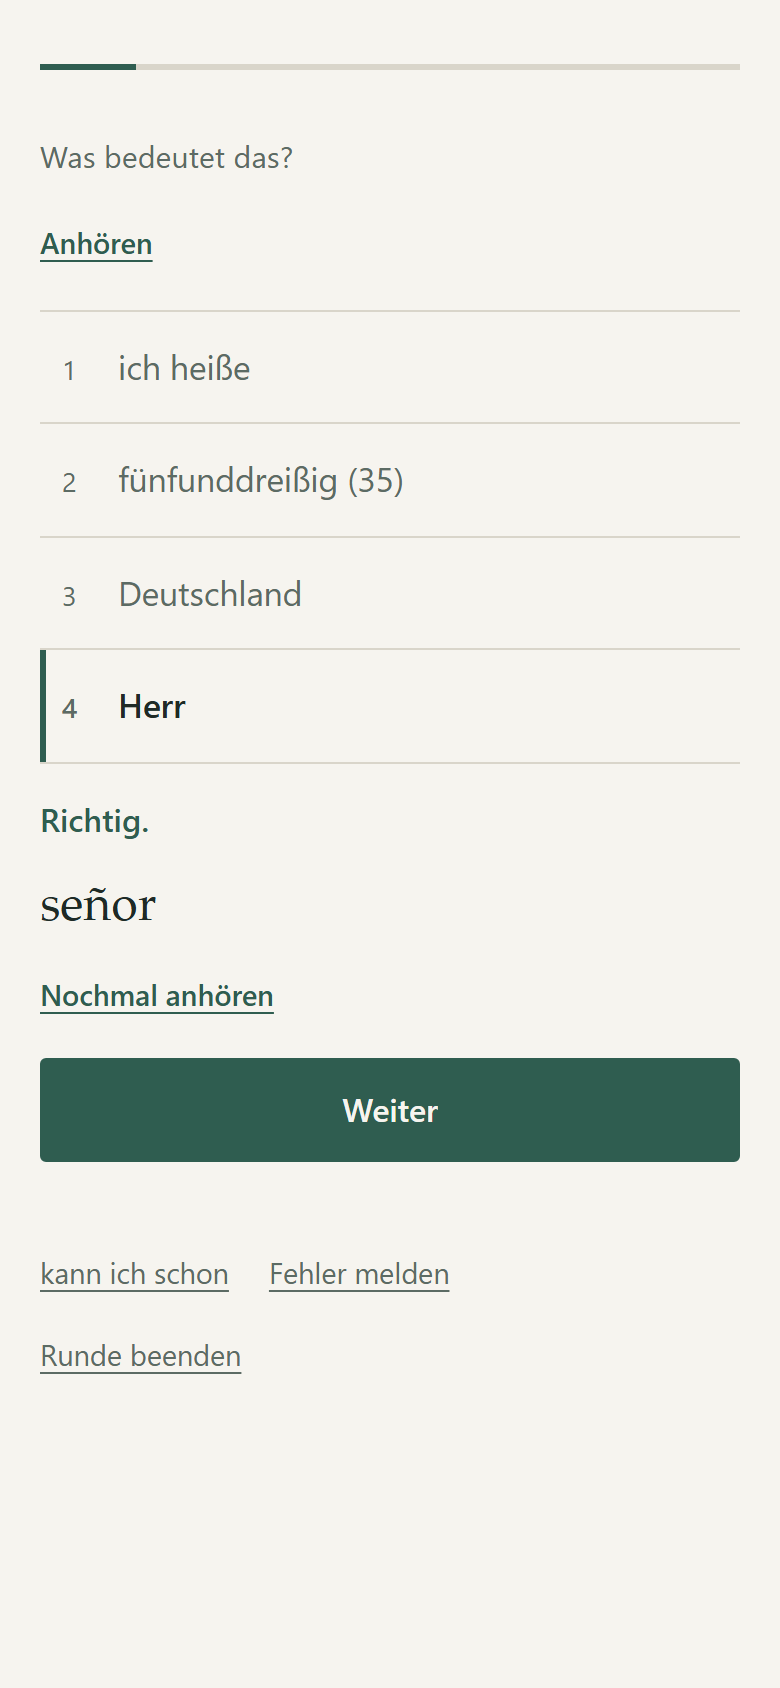 Was bedeutet das?
Anhören
1 ich heiße
2 fünfunddreißig (35)
3 Deutschland
4 Herr
Richtig.
señor
Nochmal anhören
Weiter
kann ich schon Fehler melden
Runde beenden